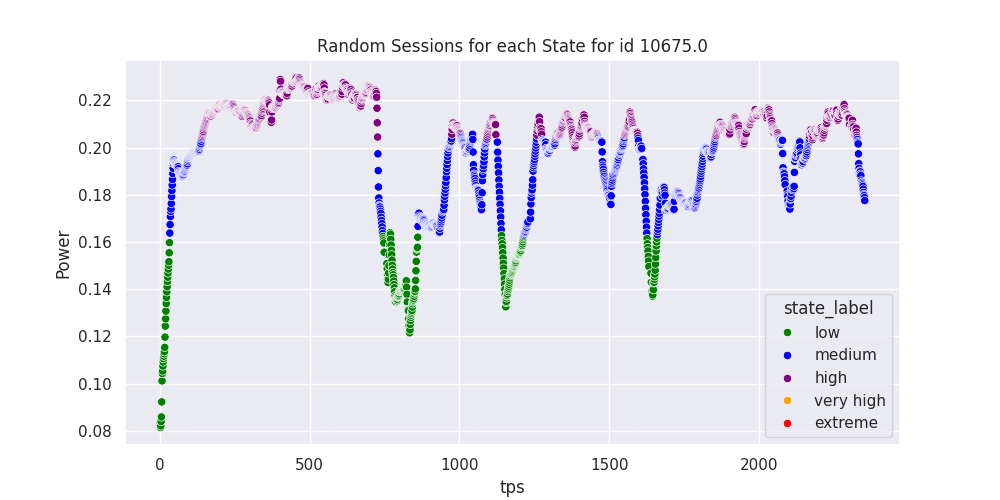 Random Sessions for each State for id 10675.0
Power
0.22
0.20
0.18
0.16
0.14
0.12
0.10
0.08
0
500
1000
1500
2000
tps
state_label
low
medium
high
very high
extreme